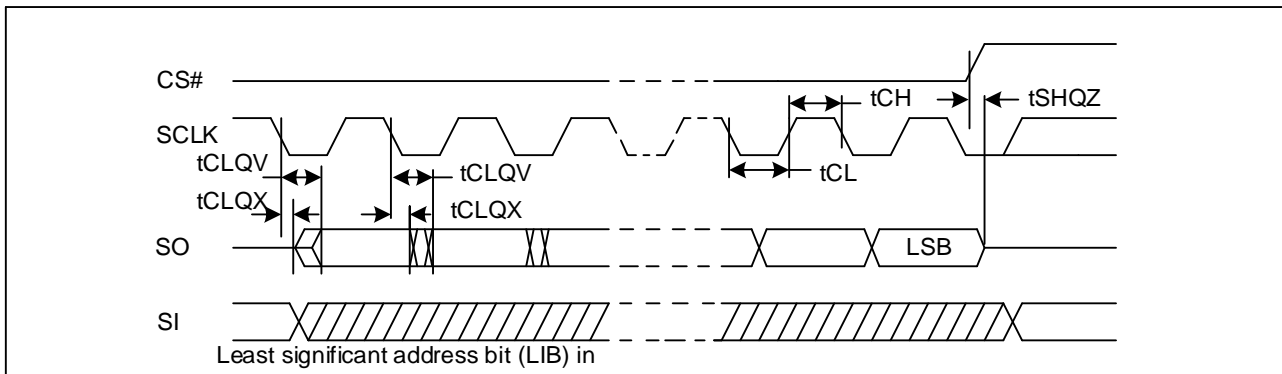 CS#
tCH
tSHQZ
SCLK
tCLQV
tCLQV
tCL
tCLQX
tCLQX
SO
LSB
SI
Least significant address bit (LIB) in